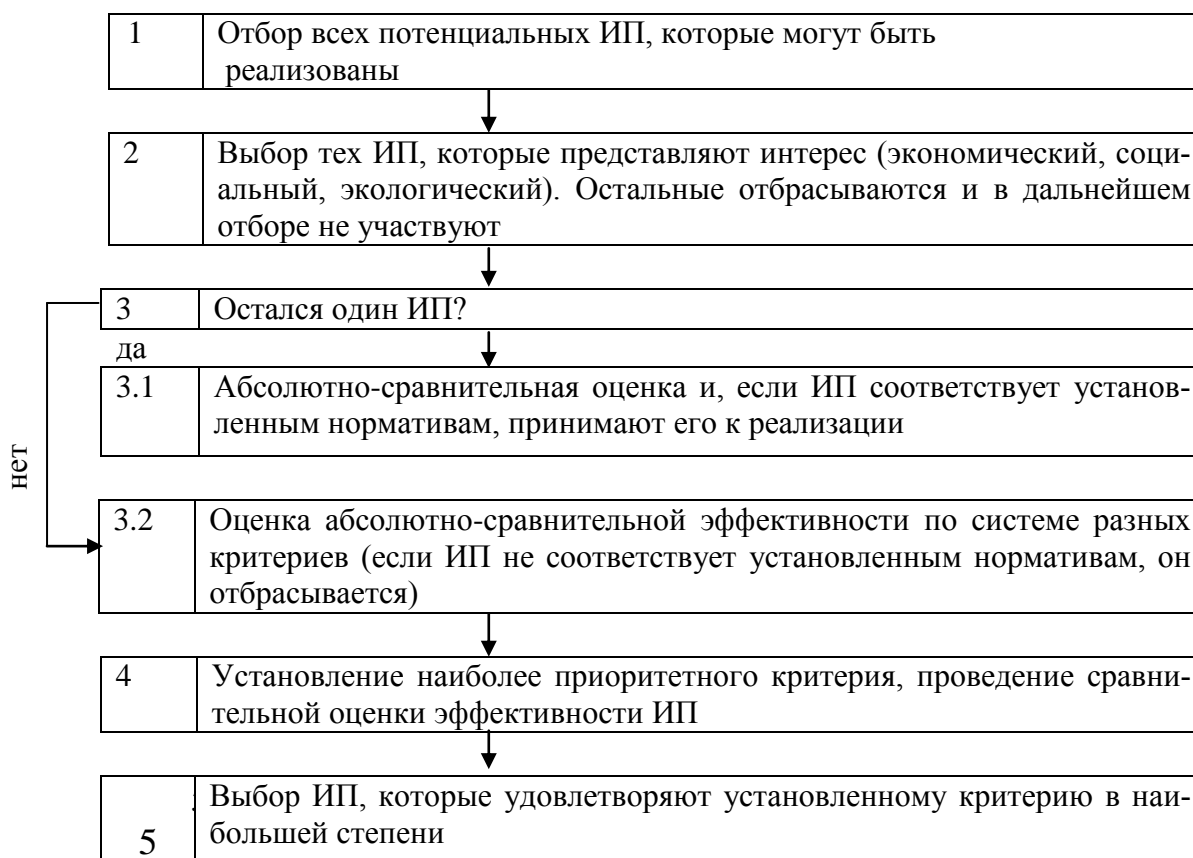 1 Отбор всех потенциальных ИП, которые могут быть
реализованы
2 Выбор тех ИП, которые представляют интерес (экономический, соци-
альный, экологический). Остальные отбрасываются и в дальнейшем
отборе не участвуют
3 Остался один ИП?
да
3.1 Абсолютно-сравнительная оценка и, если ИП соответствует установ-
ленным нормативам, принимают его к реализации
нет
3.2 Оценка абсолютно-сравнительной эффективности по системе разных
критериев (если ИП не соответствует установленным нормативам, он
отбрасывается)
4 Установление наиболее приоритетного критерия, проведение сравни-
тельной оценки эффективности ИП
5 Выбор ИП, которые удовлетворяют установленному критерию в наи-
большей степени